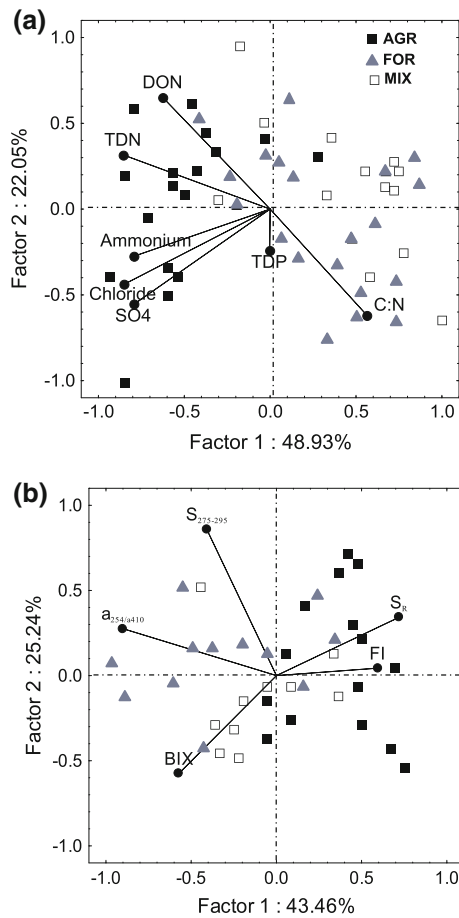 (a)
1.0
AGR
FOR
MIX
DON
0.5
TDN
0.0
Ammonium
TDP
Chloride
SO4
C:N
-0.5
-1.0
Factor 2 : 22.05%
-1.0 -0.5 0.0 0.5 1.0
Factor 1 : 48.93%
(b)
1.0
S275-295
0.5
a254/a410
SR
FI
0.0
BIX
-0.5
-1.0
Factor 2 : 25.24%
-1.0 -0.5 0.0 0.5 1.0
Factor 1 : 43.46%